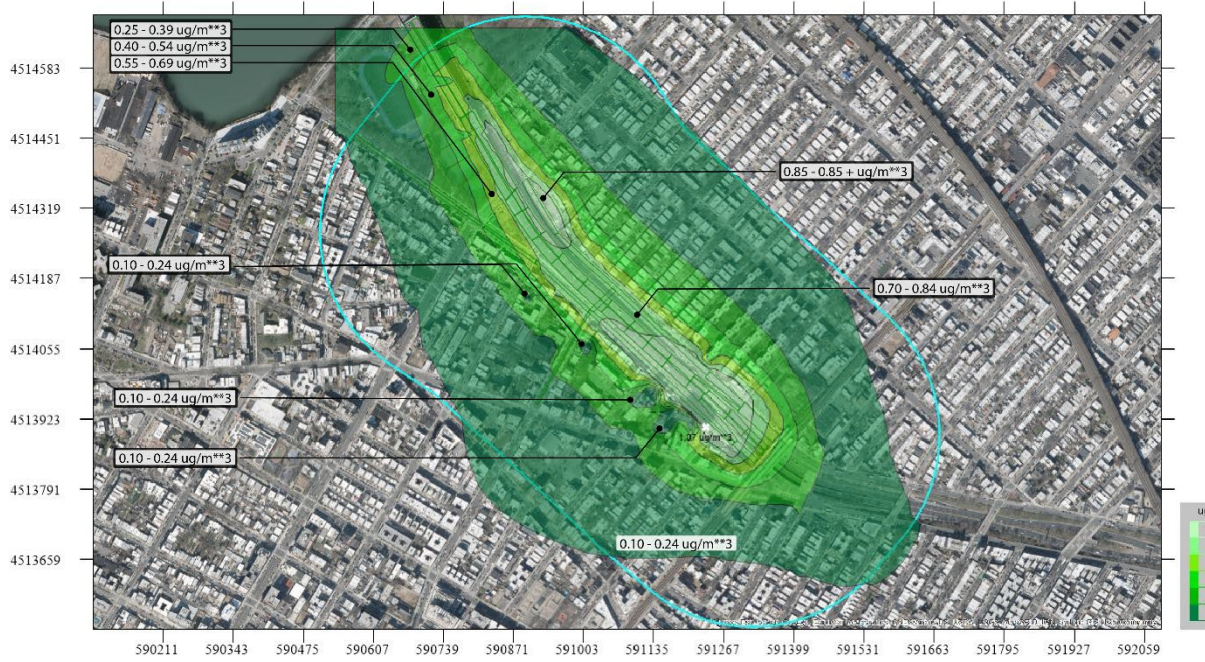 0.25 - 0.39 ug/m**3
0.40 - 0.54 ug/m**3
0.55 - 0.69 ug/m**3
0.85 - 0.85 + ug/m**3
0.10 - 0.24 ug/m**3
0.70 - 0.84 ug/m**3
0.10 - 0.24 ug/m**3
1.07 ug/m**3
0.10 - 0.24 ug/m**3
0.10 - 0.24 ug/m**3
4514583
4514451
4514319
4514187
4514055
4513923
4513791
4513659
ug
590211 590343 590475 590607 590739 590871 591003 591135 591267 591399 591531 591663 591795 591927 592059